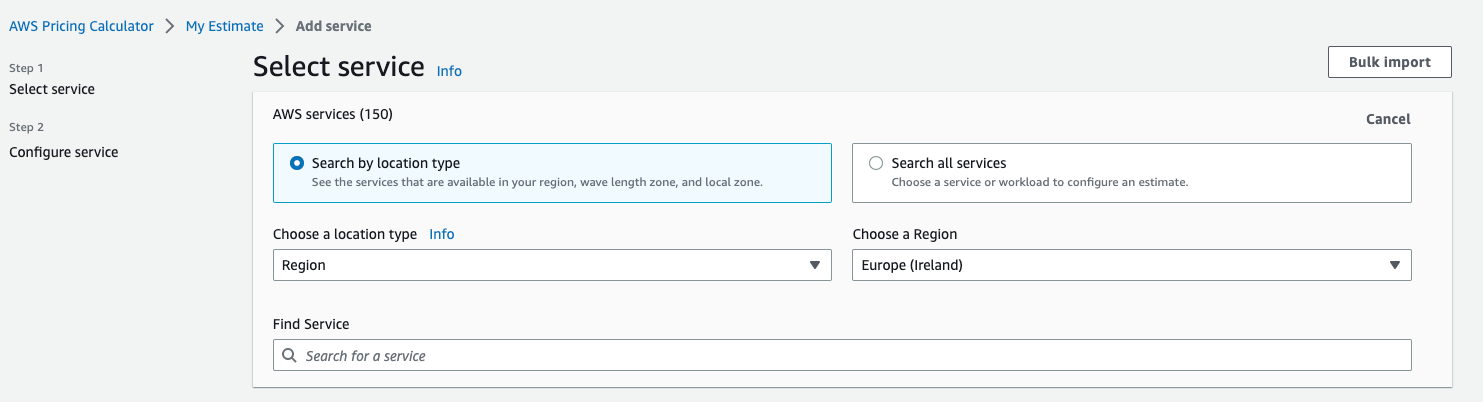 AWS Pricing Calculator > My Estimate > Add service
Step 1
Select service
Step 2
Configure service
Select service Info
Bulk import
AWS services (150)
Cancel
Search by location type
See the services that are available in your region, wave length zone, and local zone.
Search all services
Choose a service or workload to configure an estimate.
Choose a location type Info
Region
Choose a Region
Europe (Ireland)
Find Service
Search for a service